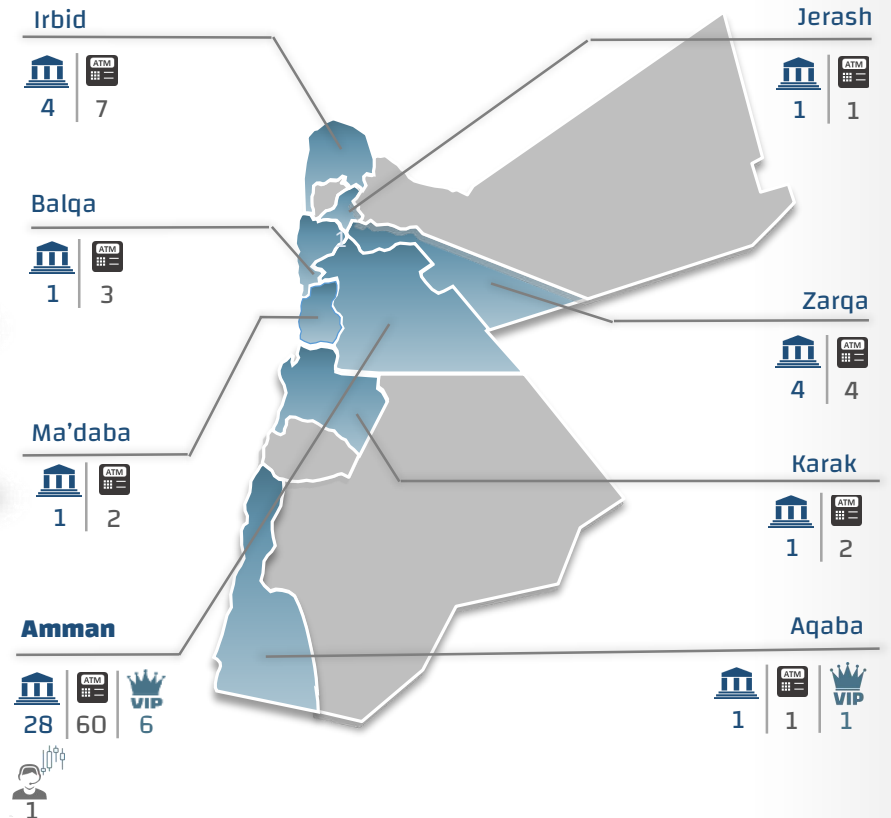 Irbid
ATM
4 7
Jerash
ATM
1 1
Balqa
ATM
1 3
Zarqa
ATM
4 4
Ma’daba
ATM
1 2
Karak
ATM
1 2
Amman
ATM
VIP
28 60 6
1
Aqaba
ATM
VIP
1 1 1